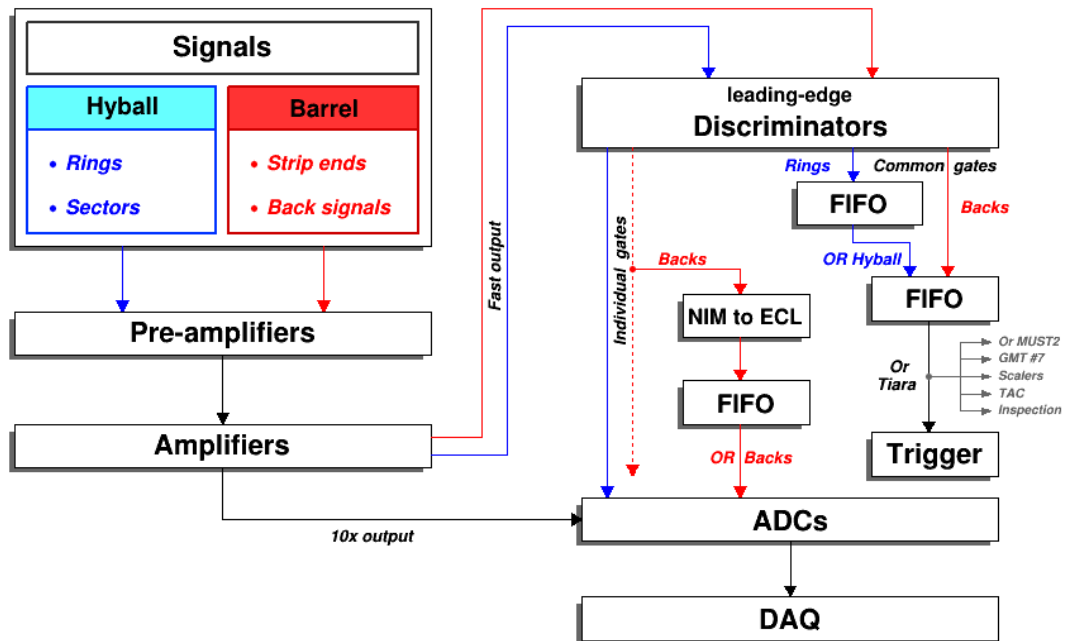 Signals
Hyball
Barrel
• Rings
• Strip ends
• Sectors
• Back signals
Pre-amplifiers
Amplifiers
10x output
Fast output
leading-edge
Discriminators
Individual gates
Rings
Common gates
FIFO
Backs
OR Hyball
Backs
FIFO
NIM to ECL
FIFO
OR Backs
Or
Tiara
Or MUST2
GMT #7
Scalers
TAC
Inspection
Trigger
ADCs
DAQ